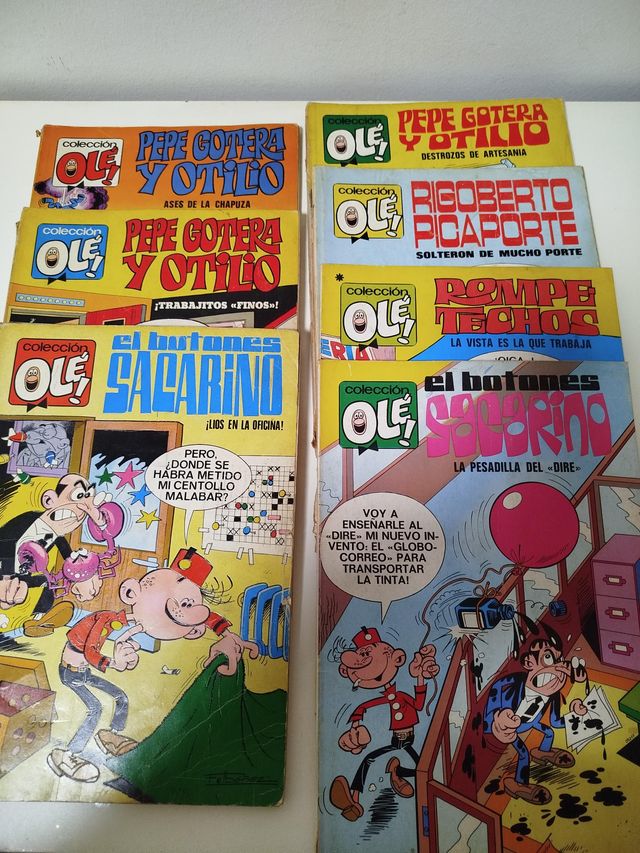 colección
OLÉ!
PEPE GOTERA
Y OTILIO
ASES DE LA CHAPUZA
colección
OLÉ!
PEPE GOTERA
Y OTILIO
¡TRABAJITOS «FINOS»!
colección
OLÉ!
el botones
SACARINO
¡LIOS EN LA OFICINA!
PERO,
¿DONDE SE
HABRA METIDO
MI CENTOLLO
MALABAR?
colección
OLÉ!
PEPE GOTERA
Y OTILIO
DESTROZOS DE ARTESANIA
colección
OLÉ!
RIGOBERTO
PICAPORTE
SOLTERON DE MUCHO PORTE
*
colección
OLÉ!
ROMPE
TECHOS
LA VISTA ES LA QUE TRABAJA
colección
OLÉ!
el botones
SACARINO
LA PESADILLA DEL «DIRE»
VOY A
ENSEÑARLE AL
«DIRE» MI NUEVO IN-
VENTO: EL «GLOBO-
CORREO» PARA
TRANSPORTAR
LA TINTA!